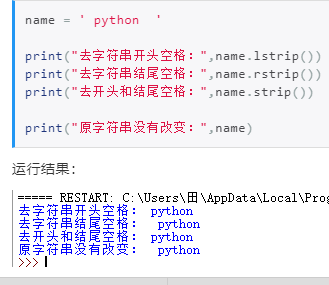 name = ' python  '
print("去字符串开头空格：",name.lstrip())
print("去字符串结尾空格：",name.rstrip())
print("去开头和结尾空格：",name.strip())
print("原字符串没有改变：",name)
运行结果：
===== RESTART: C:\Users\田\AppData\Local\Prog
去字符串开头空格： python
去字符串结尾空格：  python
去开头和结尾空格： python
原字符串没有改变：  python
>>>